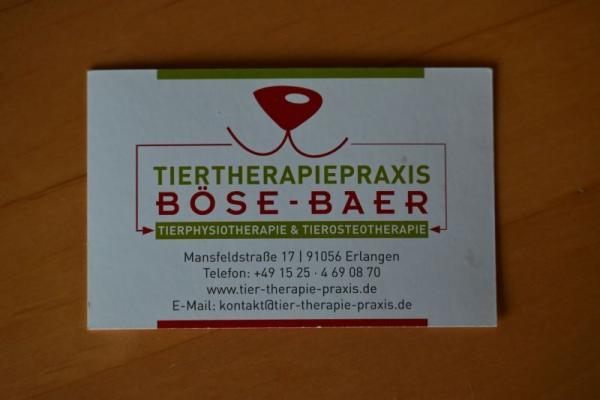 TIERTHERAPIEPRAXIS
BÖSE-BAER
TIERPHYSIOTHERAPIE & TIEROSTEOTHERAPIE
Mansfeldstraße 17 | 91056 Erlangen
Telefon: +49 15 25 · 4 69 08 70
www.tier-therapie-praxis.de
E-Mail: kontakt@tier-therapie-praxis.de